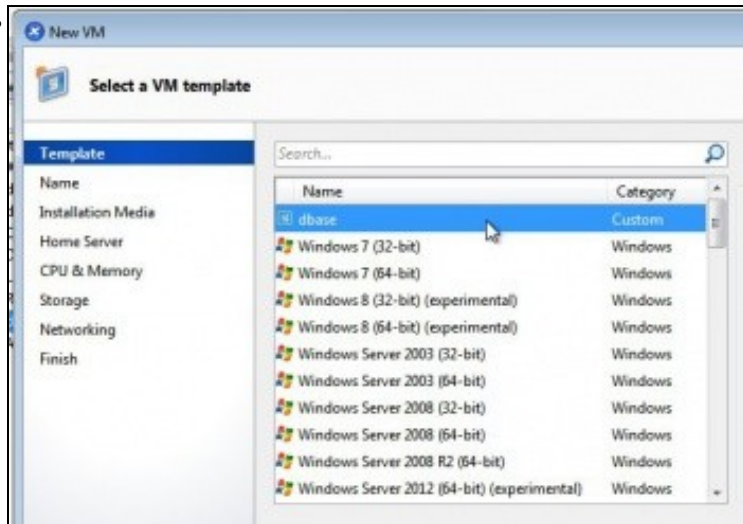 New VM
Select a VM template
Template
Name
Installation Media
Home Server
CPU & Memory
Storage
Networking
Finish
Search...
Name Category
dbase Custom
Windows 7 (32-bit) Windows
Windows 7 (64-bit) Windows
Windows 8 (32-bit) (experimental) Windows
Windows 8 (64-bit) (experimental) Windows
Windows Server 2003 (32-bit) Windows
Windows Server 2003 (64-bit) Windows
Windows Server 2008 (32-bit) Windows
Windows Server 2008 (64-bit) Windows
Windows Server 2008 R2 (64-bit) Windows
Windows Server 2012 (64-bit) (experimental) Windows